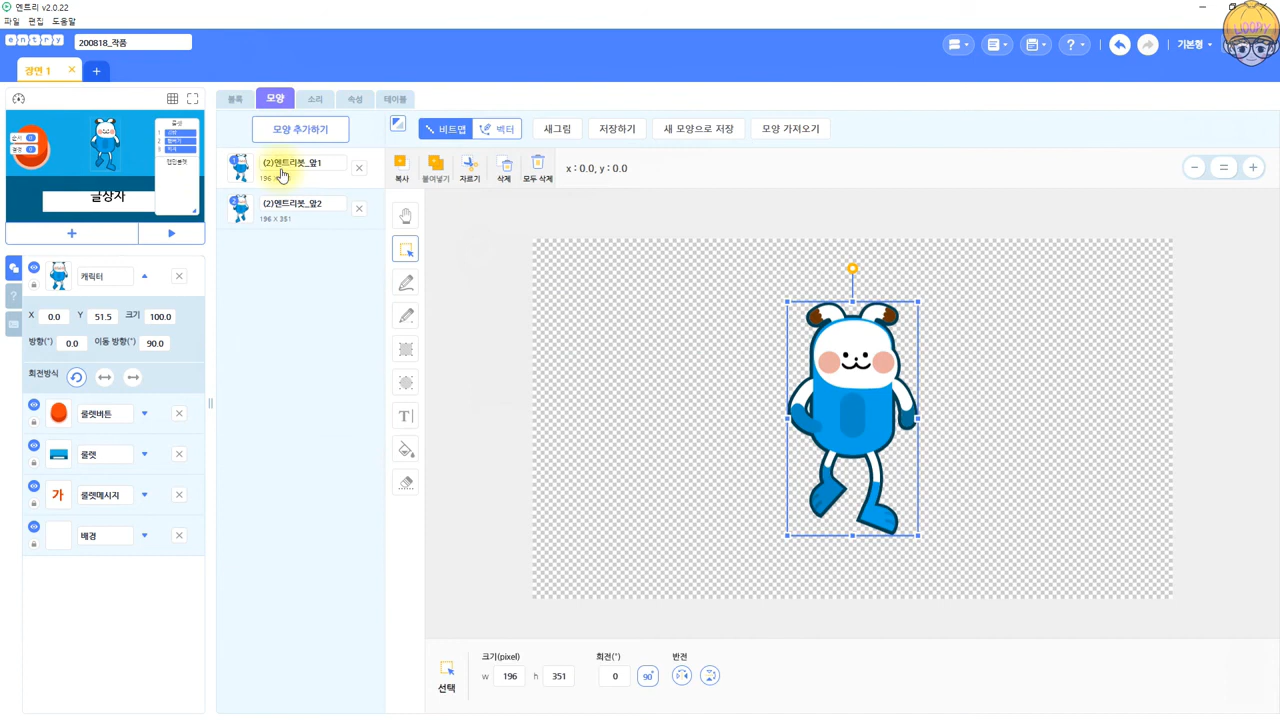 엔트리 v2.0.22
파일 편집 도움말
entry 200818_작품
기본형
LJOONY
장면 1
블록 모양 소리 속성 테이블
모양 추가하기
비트맵 벡터 새그림 저장하기 새 모양으로 저장 모양 가져오기
1 (2)엔트리봇_앞1
196 X
복사 붙여넣기 자르기 삭제 모두 삭제 x : 0.0, y : 0.0
2 (2)엔트리봇_앞2
196 X 351
글상자
캐릭터
X 0.0 Y 51.5 크기 100.0
방향(°) 0.0 이동 방향(°) 90.0
회전방식
룰렛버튼
룰렛
가 룰렛메시지
배경
T
크기(pixel) 회전(°) 반전
선택 w 196 h 351 0 90°